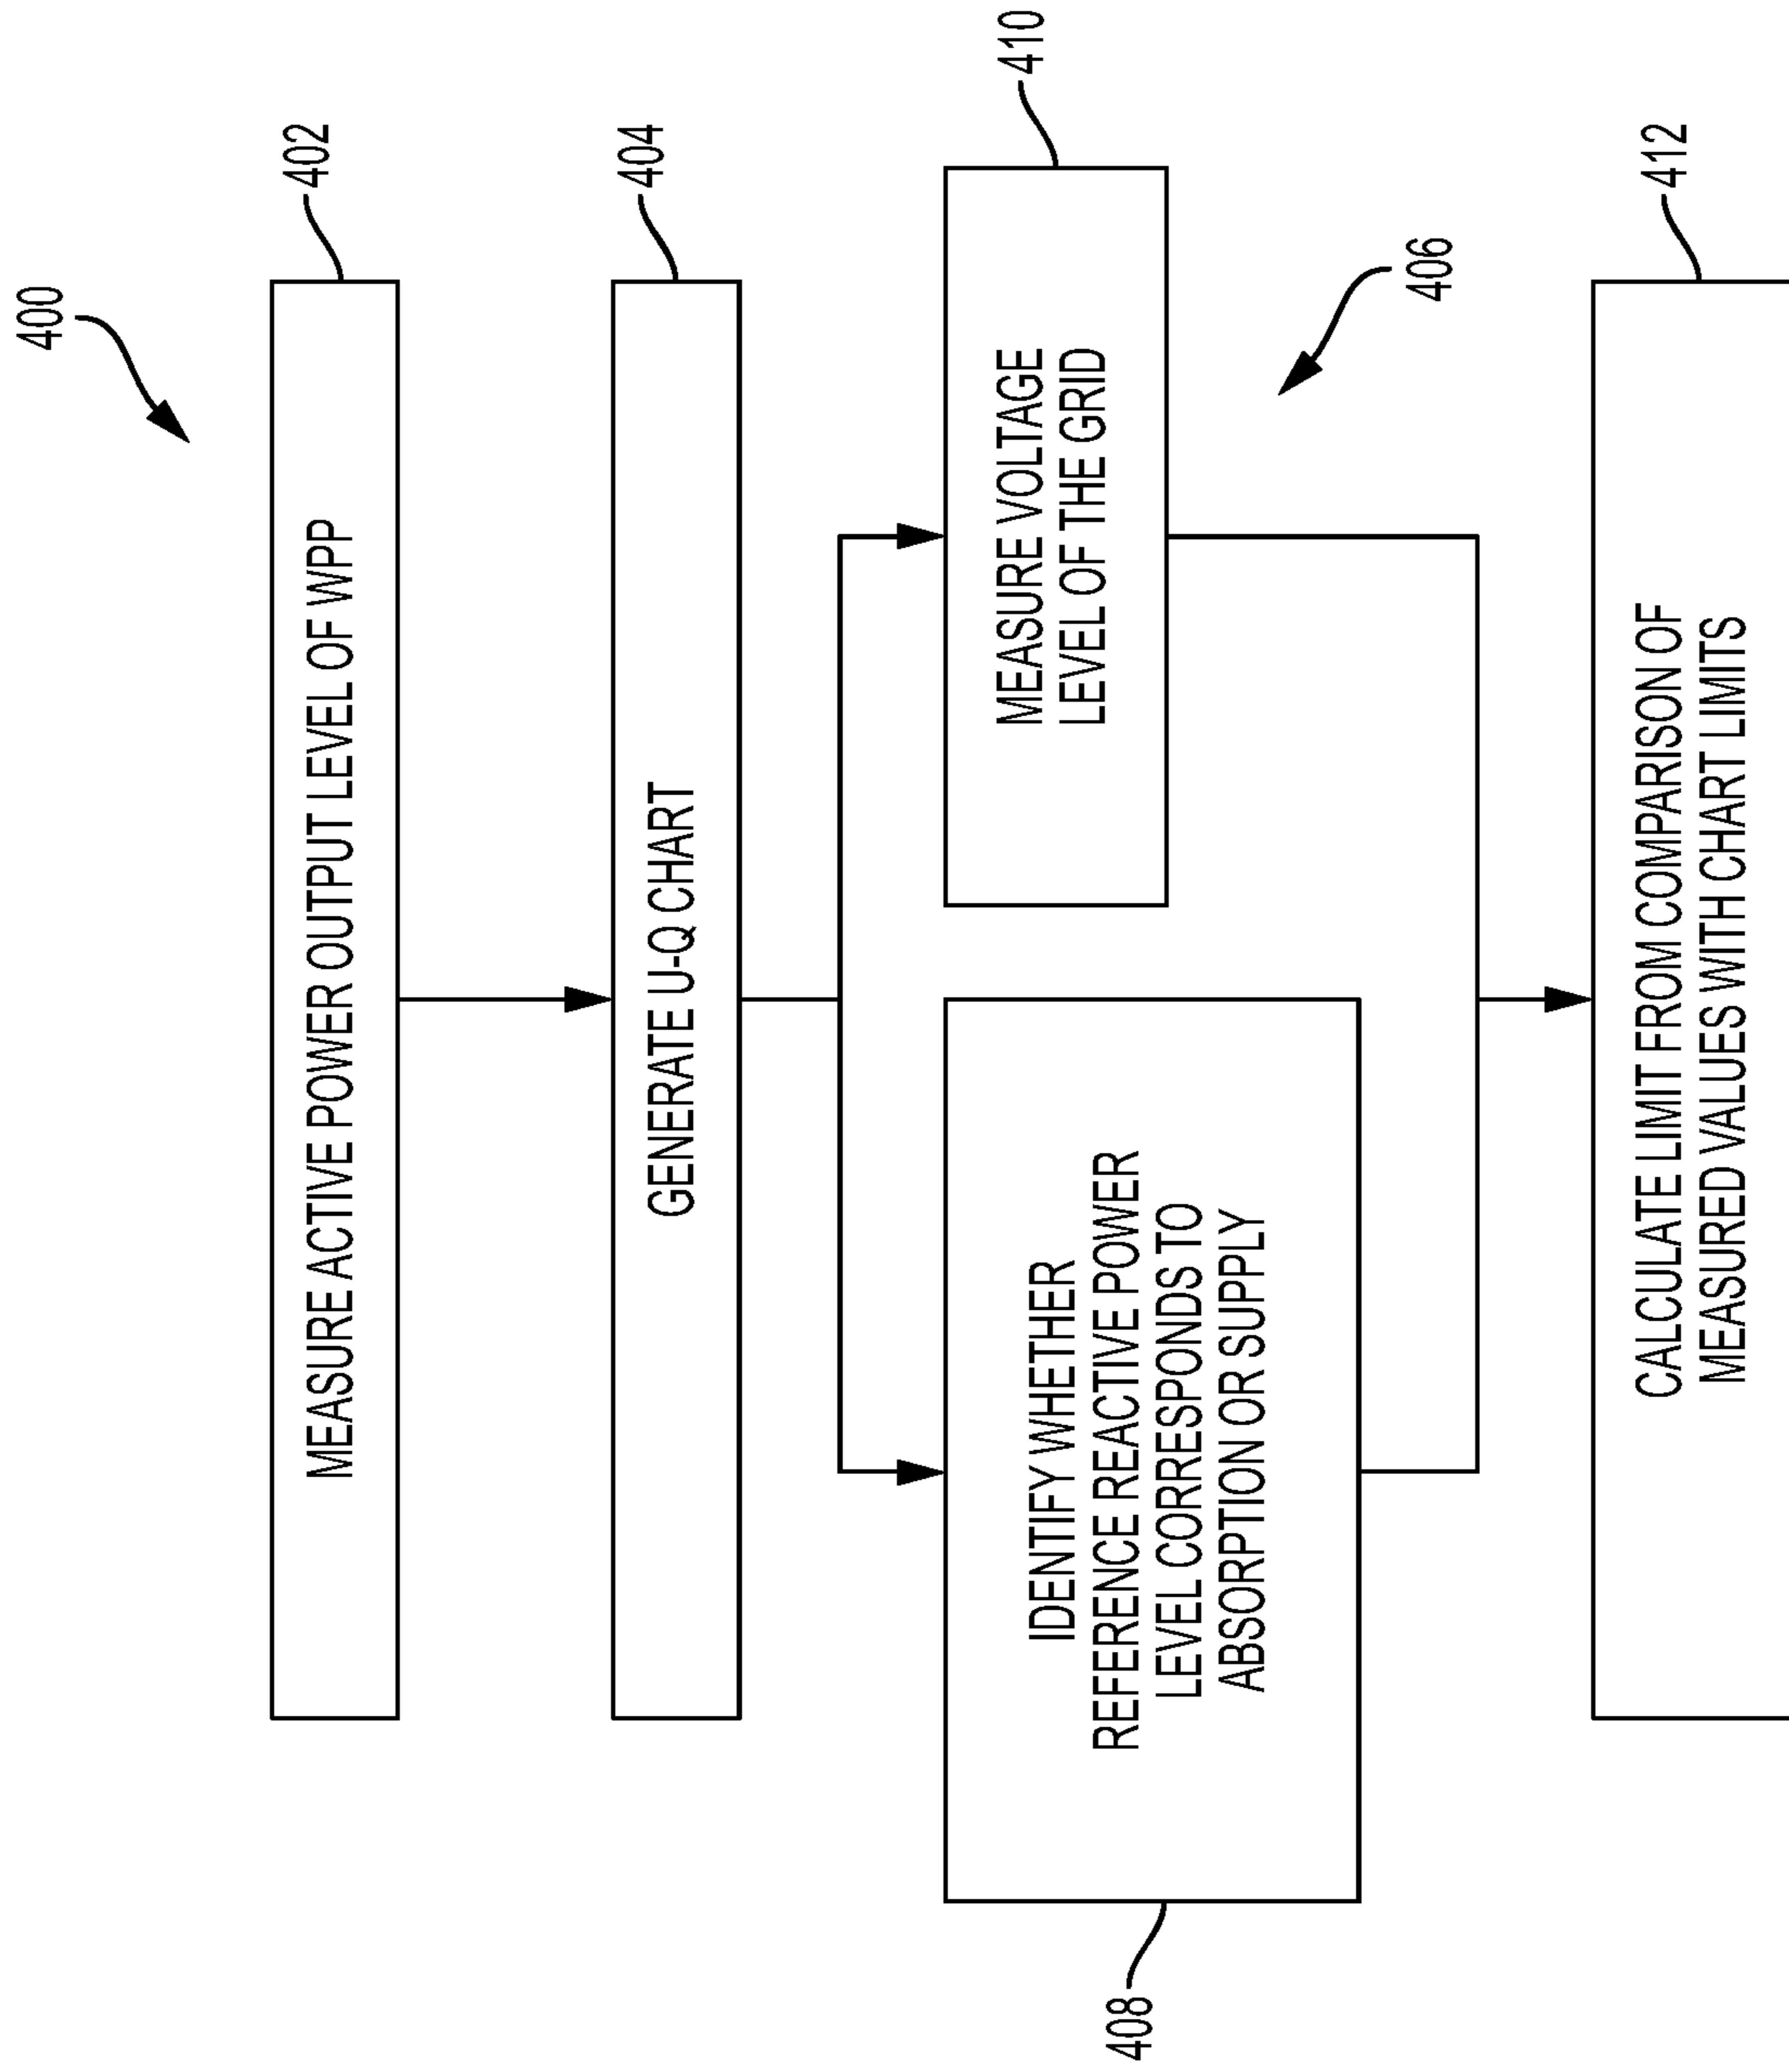 400
MEASURE ACTIVE POWER OUTPUT LEVEL OF WPP
402
GENERATE U-Q CHART
404
408
IDENTIFY WHETHER
REFERENCE REACTIVE POWER
LEVEL CORRESPONDS TO
ABSORPTION OR SUPPLY
MEASURE VOLTAGE
LEVEL OF THE GRID
410
406
CALCULATE LIMIT FROM COMPARISON OF
MEASURED VALUES WITH CHART LIMITS
412